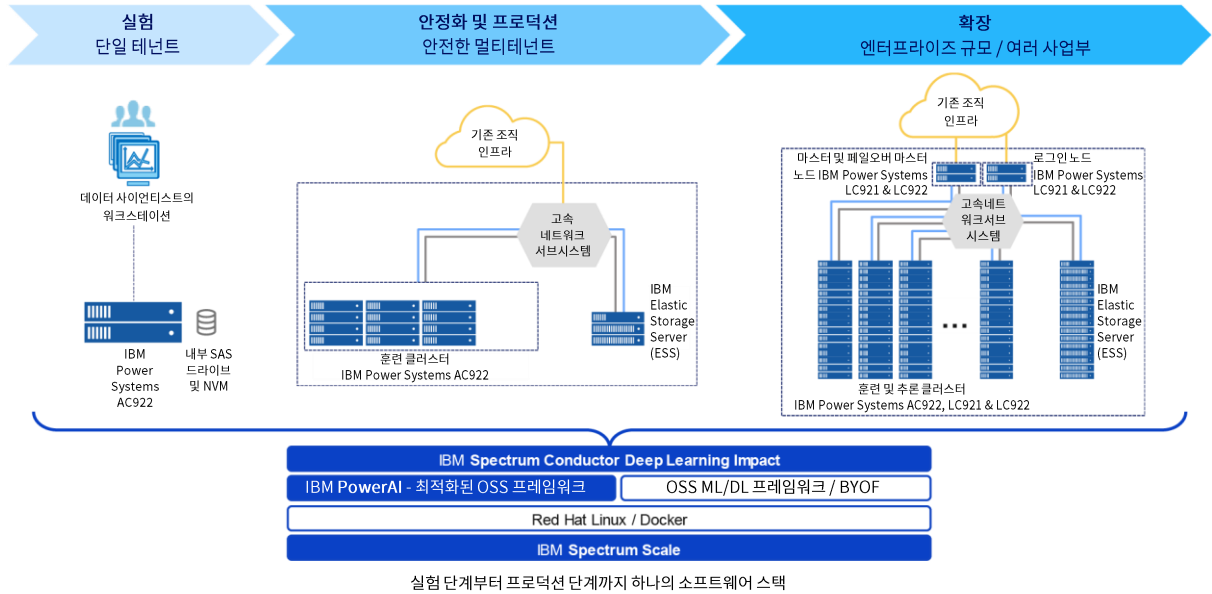 실험
단일 테넌트
안정화 및 프로덕션
안전한 멀티테넌트
확장
엔터프라이즈 규모 / 여러 사업부
데이터 사이언티스트의
워크스테이션
IBM
Power
Systems
AC922
내부 SAS
드라이브
및 NVM
기존 조직
인프라
고속
네트워크
서브시스템
훈련 클러스터
IBM Power Systems AC922
IBM
Elastic
Storage
Server
(ESS)
기존 조직
인프라
마스터 및 페일오버 마스터
노드 IBM Power Systems
LC921 & LC922
로그인 노드
IBM Power Systems
LC921 & LC922
고속네트
워크서브
시스템
IBM
Elastic
Storage
Server
(ESS)
훈련 및 추론 클러스터
IBM Power Systems AC922, LC921 & LC922
IBM Spectrum Conductor Deep Learning Impact
IBM PowerAI - 최적화된 OSS 프레임워크
OSS ML/DL 프레임워크 / BYOF
Red Hat Linux / Docker
IBM Spectrum Scale
실험 단계부터 프로덕션 단계까지 하나의 소프트웨어 스택